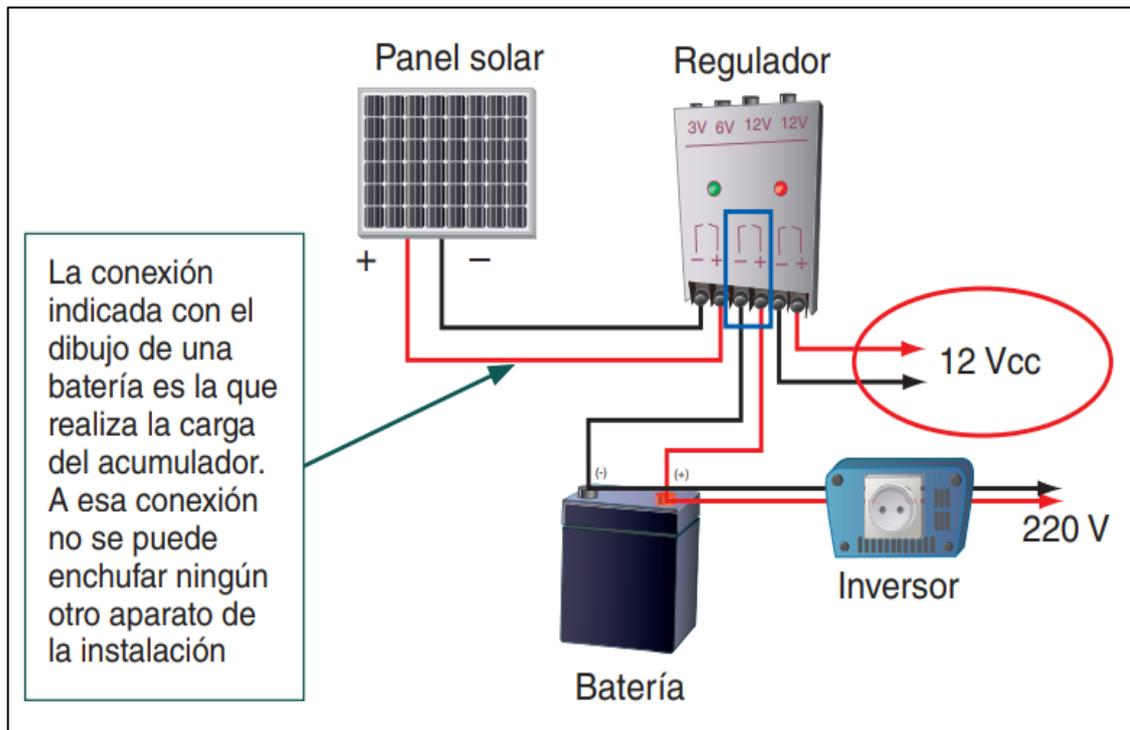 Panel solar
Regulador
3V 6V 12V 12V
+ −
− + − + − +
La conexión
indicada con el
dibujo de una
batería es la que
realiza la carga
del acumulador.
A esa conexión
no se puede
enchufar ningún
otro aparato de
la instalación
12 Vcc
(-) (+)
220 V
Inversor
Batería